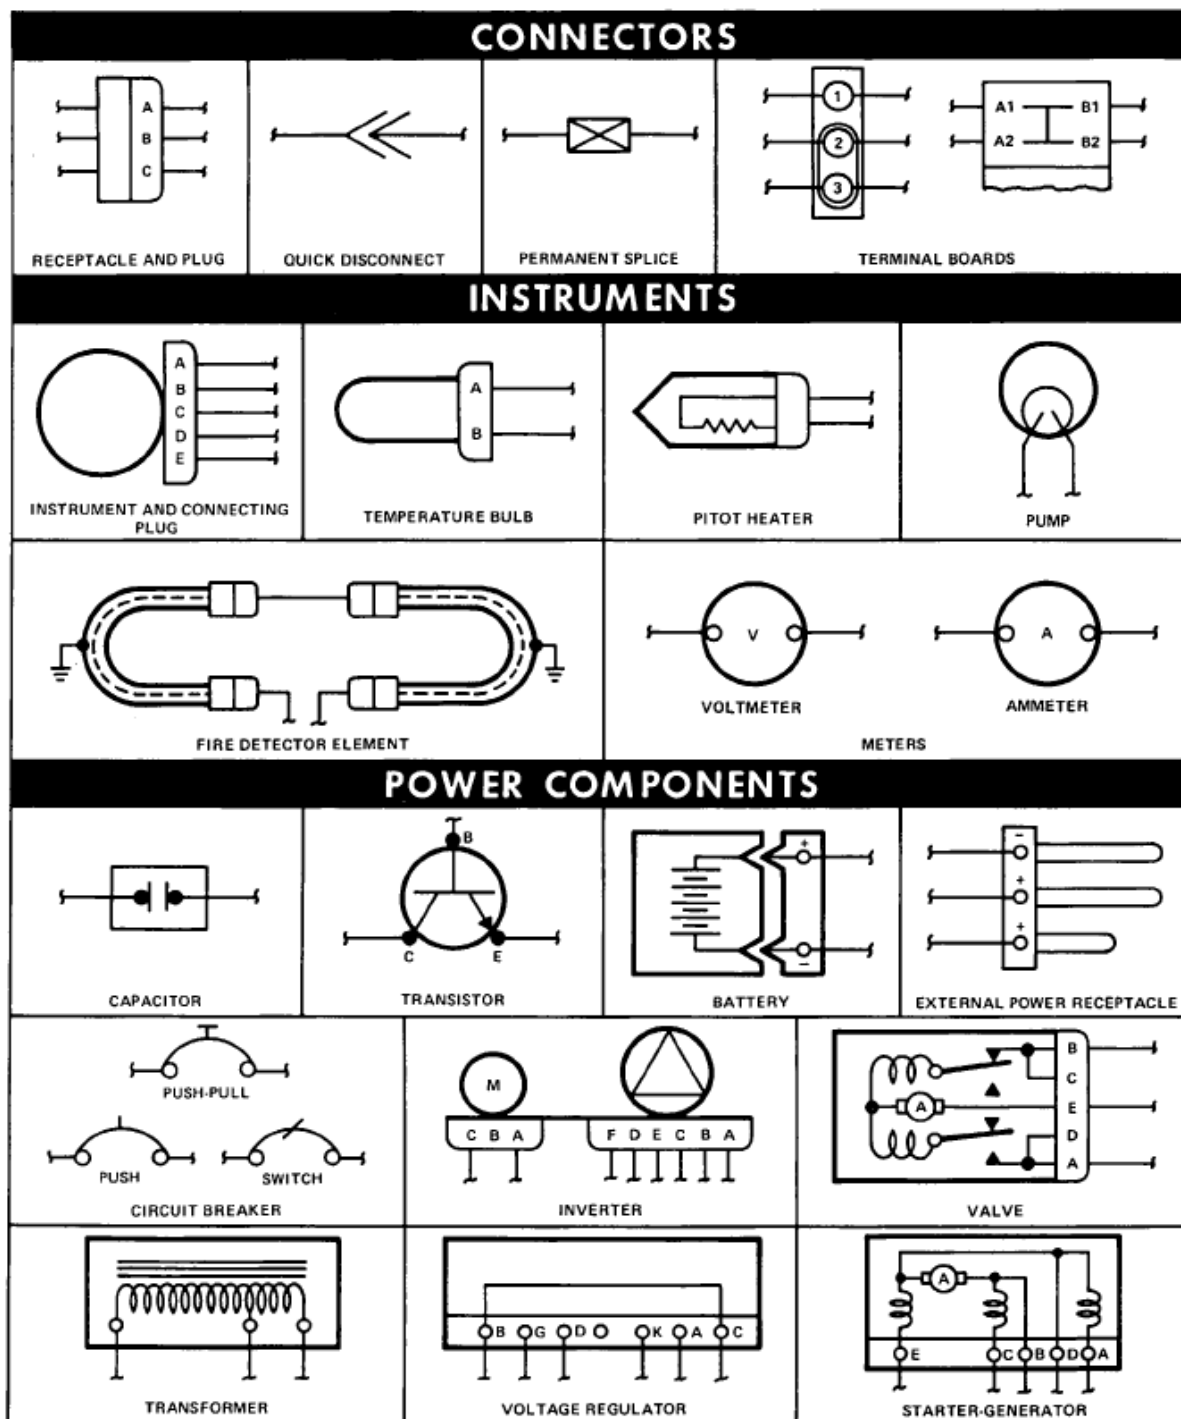 CONNECTORS
A
B
C
RECEPTACLE AND PLUG
QUICK DISCONNECT
PERMANENT SPLICE
1
2
3
A1 B1
A2 B2
TERMINAL BOARDS
INSTRUMENTS
A
B
C
D
E
INSTRUMENT AND CONNECTING
PLUG
A
B
TEMPERATURE BULB
PITOT HEATER
PUMP
FIRE DETECTOR ELEMENT
V
VOLTMETER
A
AMMETER
METERS
POWER COMPONENTS
CAPACITOR
B
C E
TRANSISTOR
+
−
BATTERY
−
+
+
EXTERNAL POWER RECEPTACLE
PUSH-PULL
PUSH
SWITCH
CIRCUIT BREAKER
M
C B A
F D E C B A
INVERTER
B
C
A E
D
A
VALVE
TRANSFORMER
B G D K A C
VOLTAGE REGULATOR
A
E C B D A
STARTER-GENERATOR